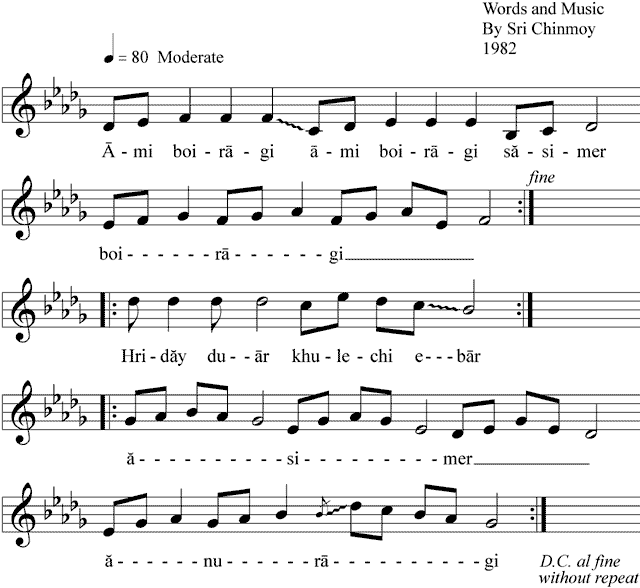 Words and Music
By Sri Chinmoy
1982
= 80 Moderate
Ā - mi boi - rā - gi ā - mi boi - rā - gi să - si - mer
fine
boi - - - - - - rā - - - - - - gi
Hri - dăy du - ār khu - le - chi e - - - bār
ă - - - - - - - - - si - - - - - - - - - mer
ă - - - - - - nu - - - - rā - - - - - - - - - gi
D.C. al fine
without repeat